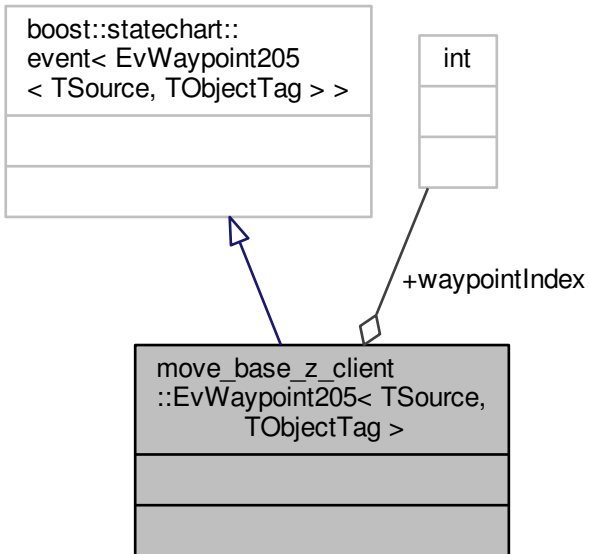 boost::statechart::
event< EvWaypoint205
< TSource, TObjectTag > >
int
+waypointIndex
move_base_z_client
::EvWaypoint205< TSource,
TObjectTag >